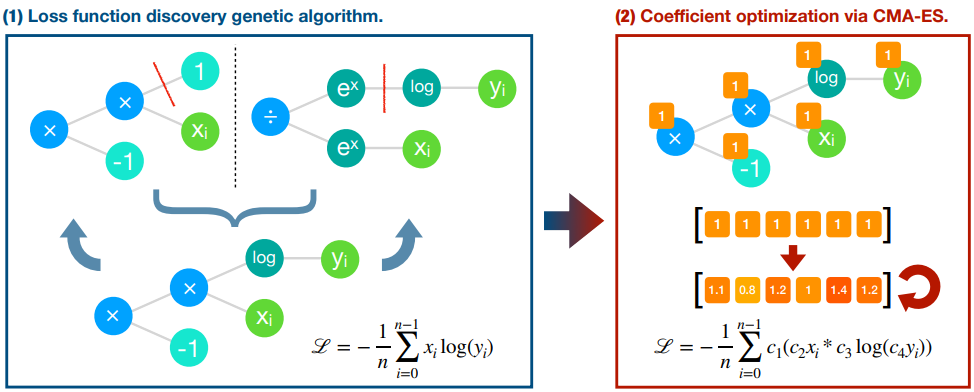 (1) Loss function discovery genetic algorithm.
× × 1 xᵢ -1
÷ eˣ log yᵢ eˣ xᵢ
× × log yᵢ xᵢ -1
ℒ = − 1/n ∑_{i=0}^{n−1} xᵢ log(yᵢ)
(2) Coefficient optimization via CMA-ES.
1 × 1 × 1 log 1 yᵢ 1 xᵢ 1 -1
[ 1 1 1 1 1 1 ]
[ 1.1 0.8 1.2 1 1.4 1.2 ]
ℒ = − 1/n ∑_{i=0}^{n−1} c₁(c₂xᵢ * c₃ log(c₄yᵢ))